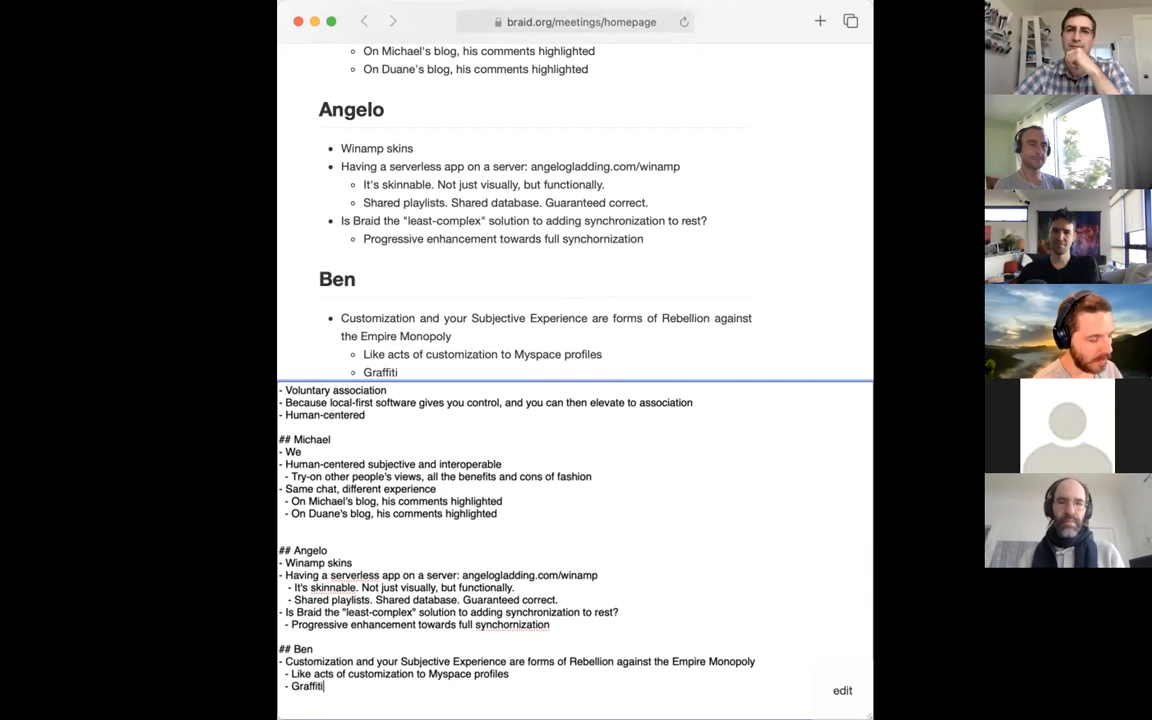 braid.org/meetings/homepage
On Michael's blog, his comments highlighted
On Duane's blog, his comments highlighted
Angelo
Winamp skins
Having a serverless app on a server: angelogladding.com/winamp
It's skinnable. Not just visually, but functionally.
Shared playlists. Shared database. Guaranteed correct.
Is Braid the "least-complex" solution to adding synchronization to rest?
Progressive enhancement towards full synchornization
Ben
Customization and your Subjective Experience are forms of Rebellion against
the Empire Monopoly
Like acts of customization to Myspace profiles
Graffiti
- Voluntary association
- Because local-first software gives you control, and you can then elevate to association
- Human-centered
## Michael
- We
- Human-centered subjective and interoperable
- Try-on other people's views, all the benefits and cons of fashion
- Same chat, different experience
- On Michael's blog, his comments highlighted
- On Duane's blog, his comments highlighted
## Angelo
- Winamp skins
- Having a serverless app on a server: angelogladding.com/winamp
- It's skinnable. Not just visually, but functionally.
- Shared playlists. Shared database. Guaranteed correct.
- Is Braid the "least-complex" solution to adding synchronization to rest?
- Progressive enhancement towards full synchornization
## Ben
- Customization and your Subjective Experience are forms of Rebellion against the Empire Monopoly
- Like acts of customization to Myspace profiles
- Graffiti
edit